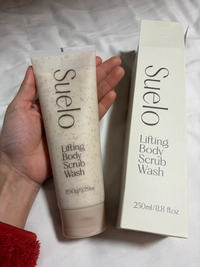 Suelo
Lifting
Body
Scrub
Wash
Suelo
Lifting
Body
Scrub
Wash
250ml/8.8 fl.oz